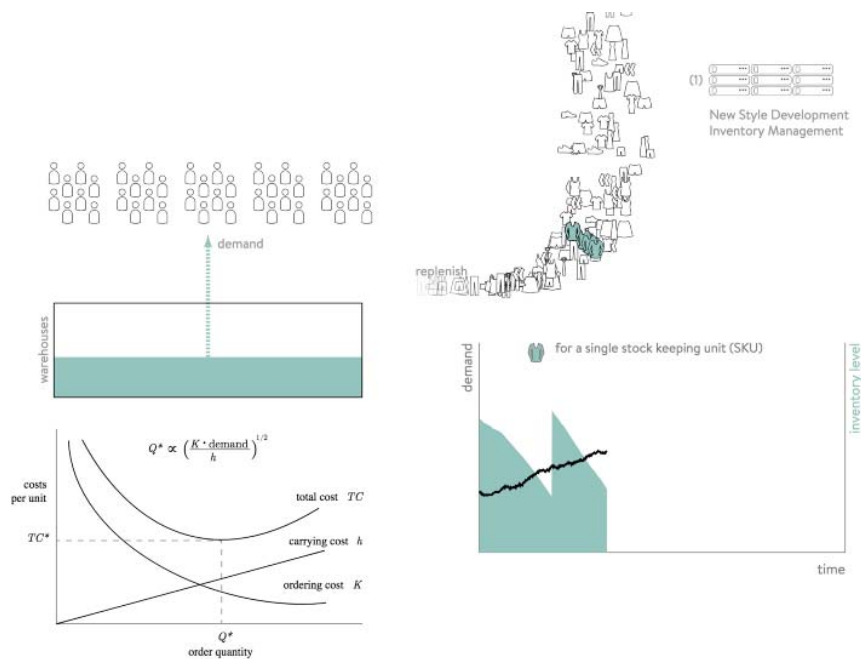 (1)
New Style Development
Inventory Management
demand
warehouses
replenish
for a single stock keeping unit (SKU)
demand
inventory level
time
Q* ∝ (K · demand / h)^1/2
costs
per unit
total cost TC
TC*
carrying cost h
ordering cost K
Q*
order quantity